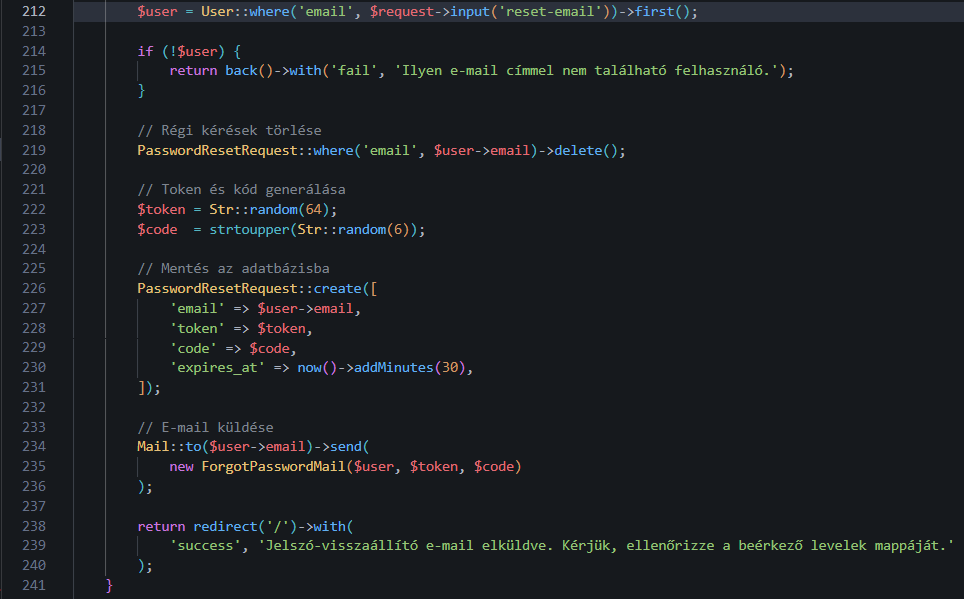 212 $user = User::where('email', $request->input('reset-email'))->first();
213
214 if (!$user) {
215 return back()->with('fail', 'Ilyen e-mail címmel nem található felhasználó.');
216 }
217
218 // Régi kérések törlése
219 PasswordResetRequest::where('email', $user->email)->delete();
220
221 // Token és kód generálása
222 $token = Str::random(64);
223 $code  = strtoupper(Str::random(6));
224
225 // Mentés az adatbázisba
226 PasswordResetRequest::create([
227 'email' => $user->email,
228 'token' => $token,
229 'code' => $code,
230 'expires_at' => now()->addMinutes(30),
231 ]);
232
233 // E-mail küldése
234 Mail::to($user->email)->send(
235 new ForgotPasswordMail($user, $token, $code)
236 );
237
238 return redirect('/')->with(
239 'success', 'Jelszó-visszaállító e-mail elküldve. Kérjük, ellenőrizze a beérkező levelek mappáját.'
240 );
241 }